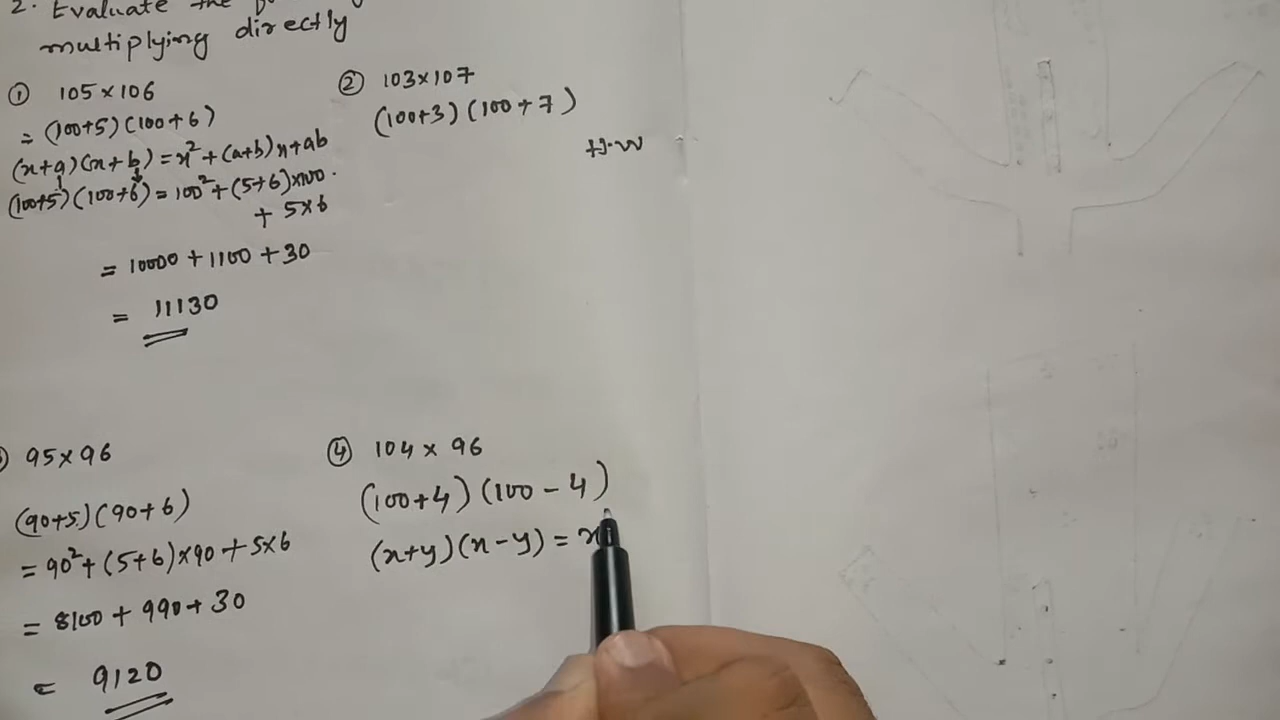 2. Evaluate the
multiplying directly
① 105 × 106
= (100+5) (100+6)
(x+a)(x+b) = x² + (a+b)x + ab
(100+5) (100+6) = 100² + (5+6)×100.
+ 5×6
= 10000 + 1100 + 30
= 11130
② 103×107
(100+3) (100+7)
H.W
95×96
(90+5)(90+6)
= 90² + (5+6)×90 + 5×6
= 8100 + 990 + 30
= 9120
④ 104 × 96
(100+4) (100-4)
(x+y)(x-y) = x